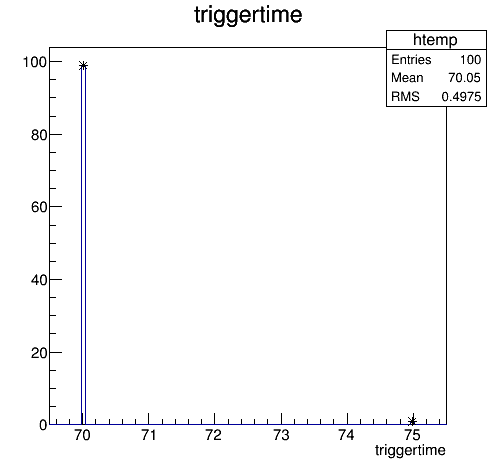 triggertime
htemp
Entries 100
Mean 70.05
RMS 0.4975
100
80
60
40
20
0
70 71 72 73 74 75
triggertime